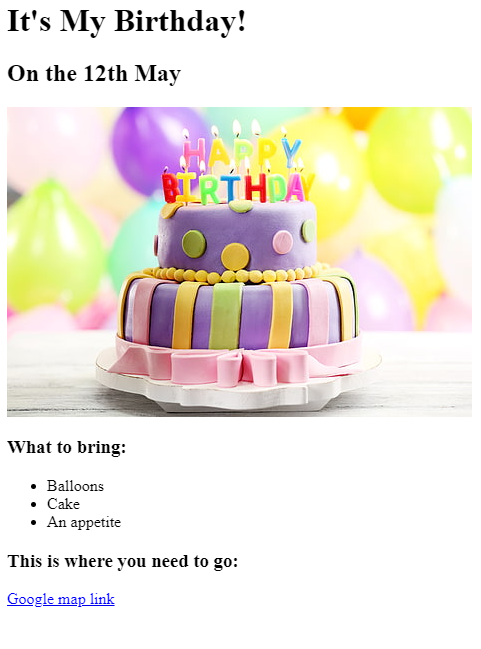 It's My Birthday!
On the 12th May
HAPPY
BIRTHDAY
What to bring:
Balloons
Cake
An appetite
This is where you need to go:
Google map link